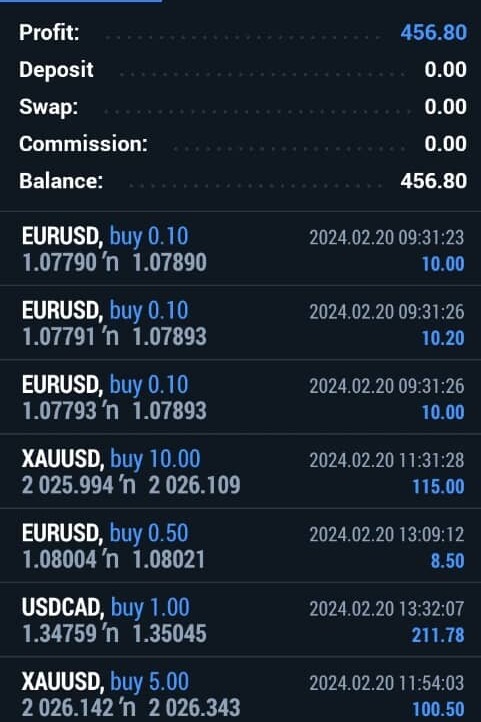 Profit: 456.80
Deposit 0.00
Swap: 0.00
Commission: 0.00
Balance: 456.80
EURUSD, buy 0.10 2024.02.20 09:31:23
1.07790 ’n 1.07890 10.00
EURUSD, buy 0.10 2024.02.20 09:31:26
1.07791 ’n 1.07893 10.20
EURUSD, buy 0.10 2024.02.20 09:31:26
1.07793 ’n 1.07893 10.00
XAUUSD, buy 10.00 2024.02.20 11:31:28
2 025.994 ’n 2 026.109 115.00
EURUSD, buy 0.50 2024.02.20 13:09:12
1.08004 ’n 1.08021 8.50
USDCAD, buy 1.00 2024.02.20 13:32:07
1.34759 ’n 1.35045 211.78
XAUUSD, buy 5.00 2024.02.20 11:54:03
2 026.142 ’n 2 026.343 100.50